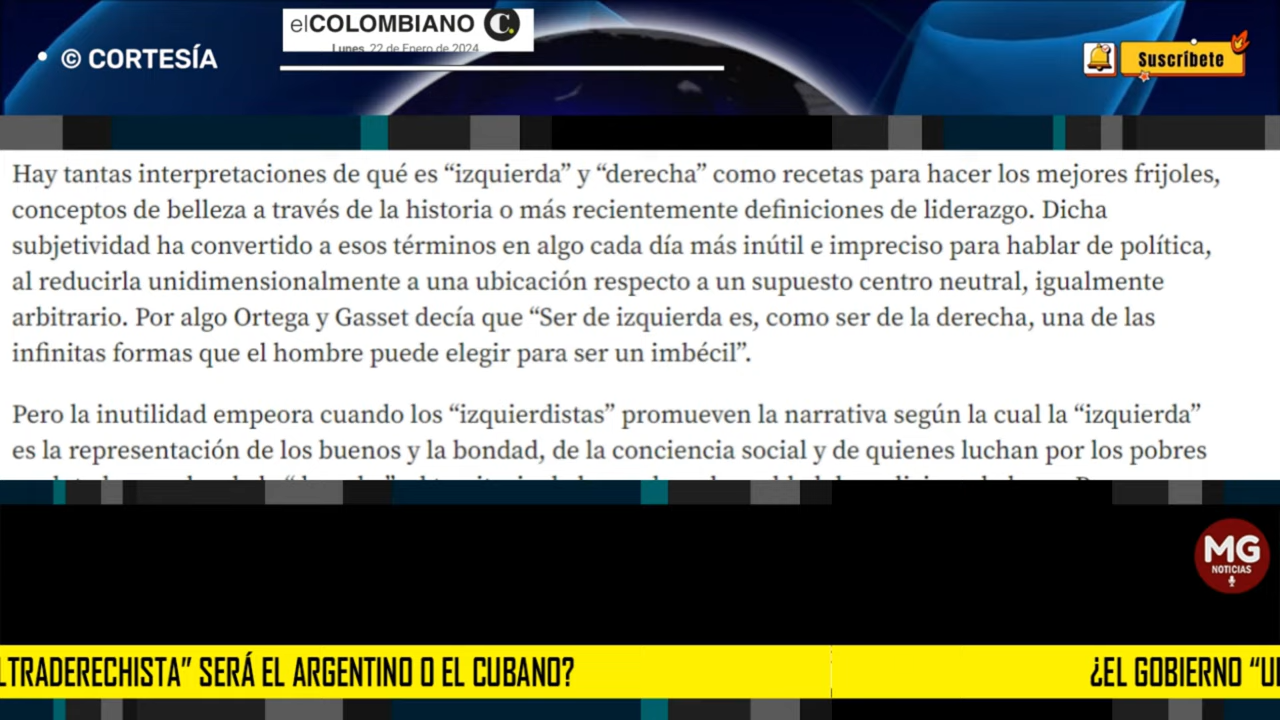 elCOLOMBIANO C.
Lunes, 22 de Enero de 2024
• © CORTESÍA
Suscríbete
Hay tantas interpretaciones de qué es “izquierda” y “derecha” como recetas para hacer los mejores frijoles,
conceptos de belleza a través de la historia o más recientemente definiciones de liderazgo. Dicha
subjetividad ha convertido a esos términos en algo cada día más inútil e impreciso para hablar de política,
al reducirla unidimensionalmente a una ubicación respecto a un supuesto centro neutral, igualmente
arbitrario. Por algo Ortega y Gasset decía que “Ser de izquierda es, como ser de la derecha, una de las
infinitas formas que el hombre puede elegir para ser un imbécil”.
Pero la inutilidad empeora cuando los “izquierdistas” promueven la narrativa según la cual la “izquierda”
es la representación de los buenos y la bondad, de la conciencia social y de quienes luchan por los pobres
MG
NOTICIAS
LTRADERECHISTA” SERÁ EL ARGENTINO O EL CUBANO?
¿EL GOBIERNO “UL